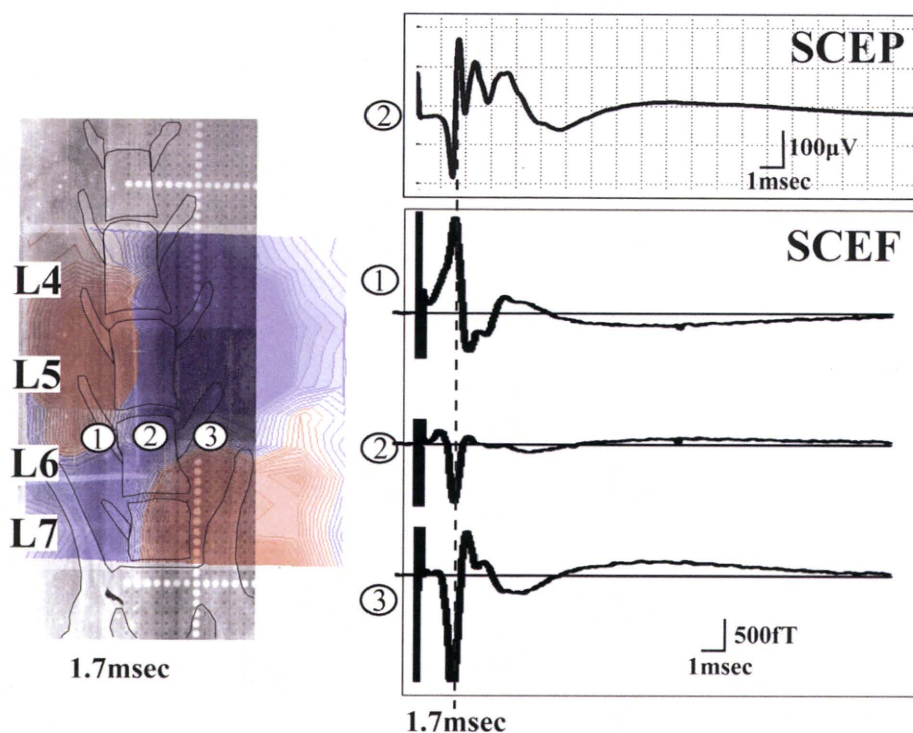 L4
L5
L6
L7
①
②
③
1.7msec
SCEP
②
100μV
1msec
SCEF
①
②
③
500fT
1msec
1.7msec